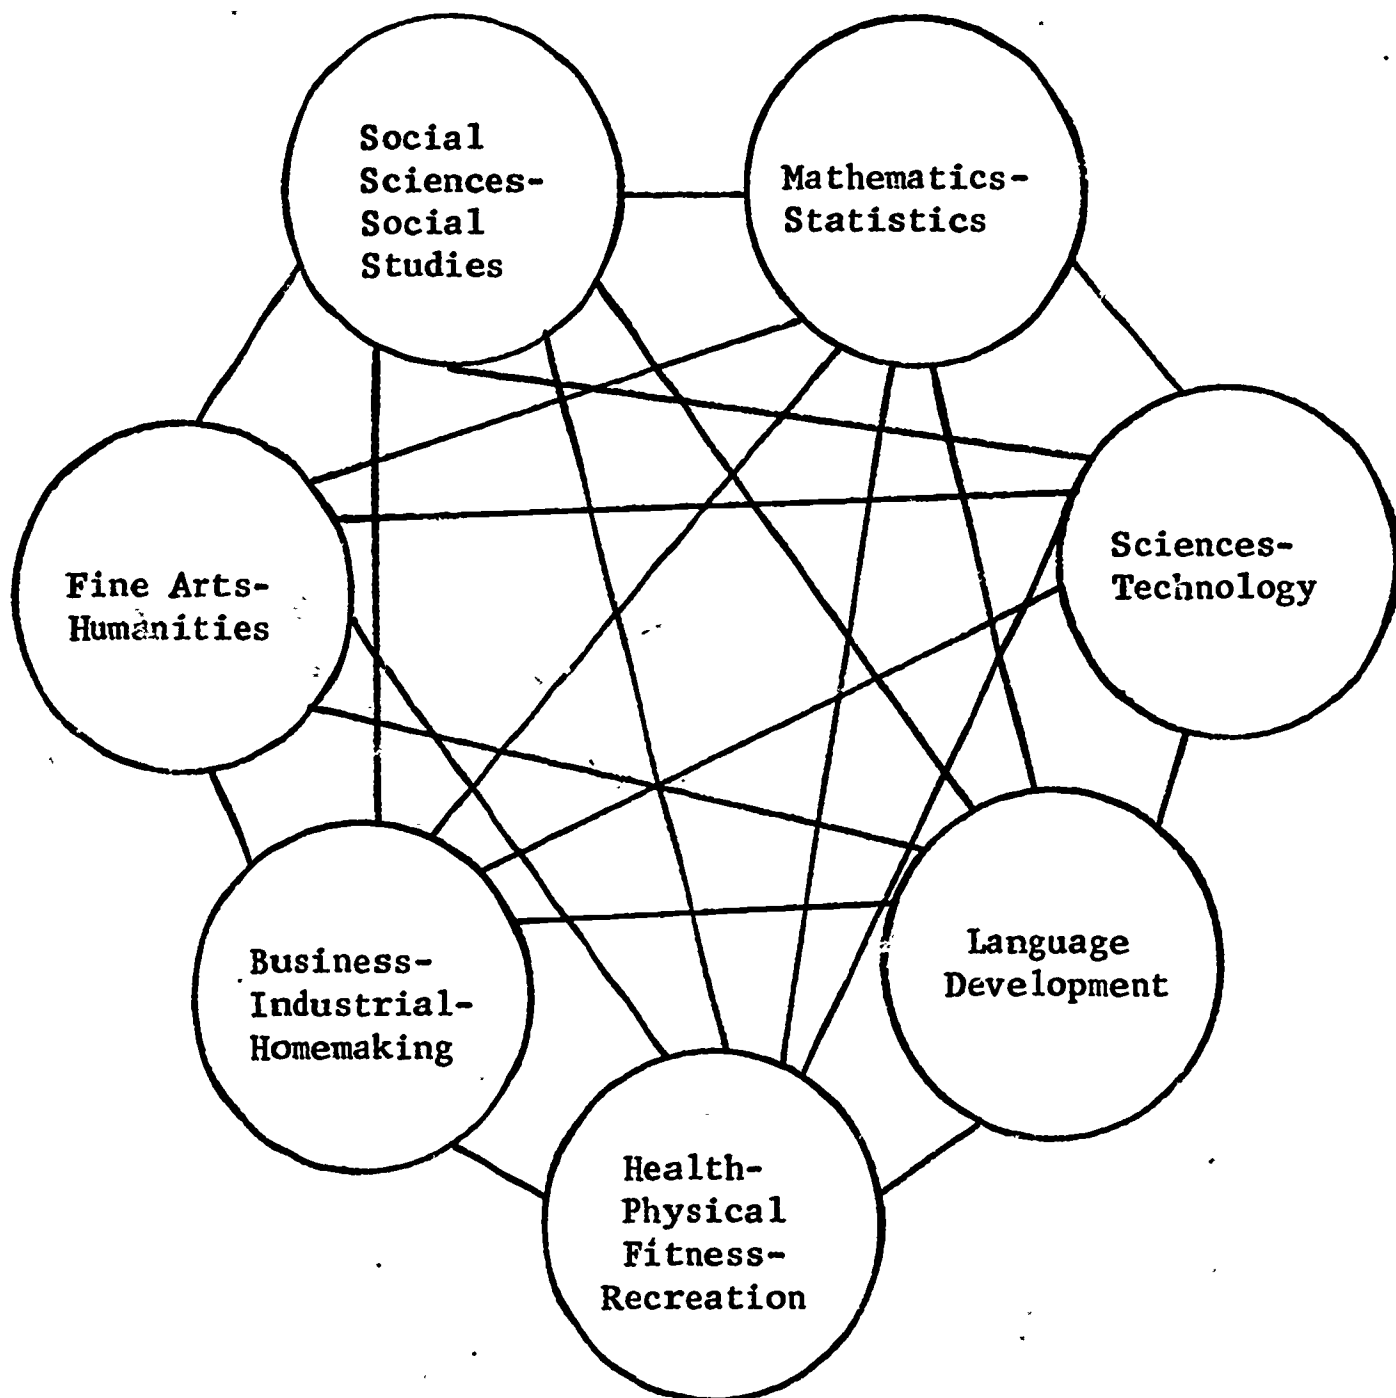 Social
Sciences-
Social
Studies
Mathematics-
Statistics
Sciences-
Technology
Fine Arts-
Humanities
Language
Development
Business-
Industrial-
Homemaking
Health-
Physical
Fitness-
Recreation